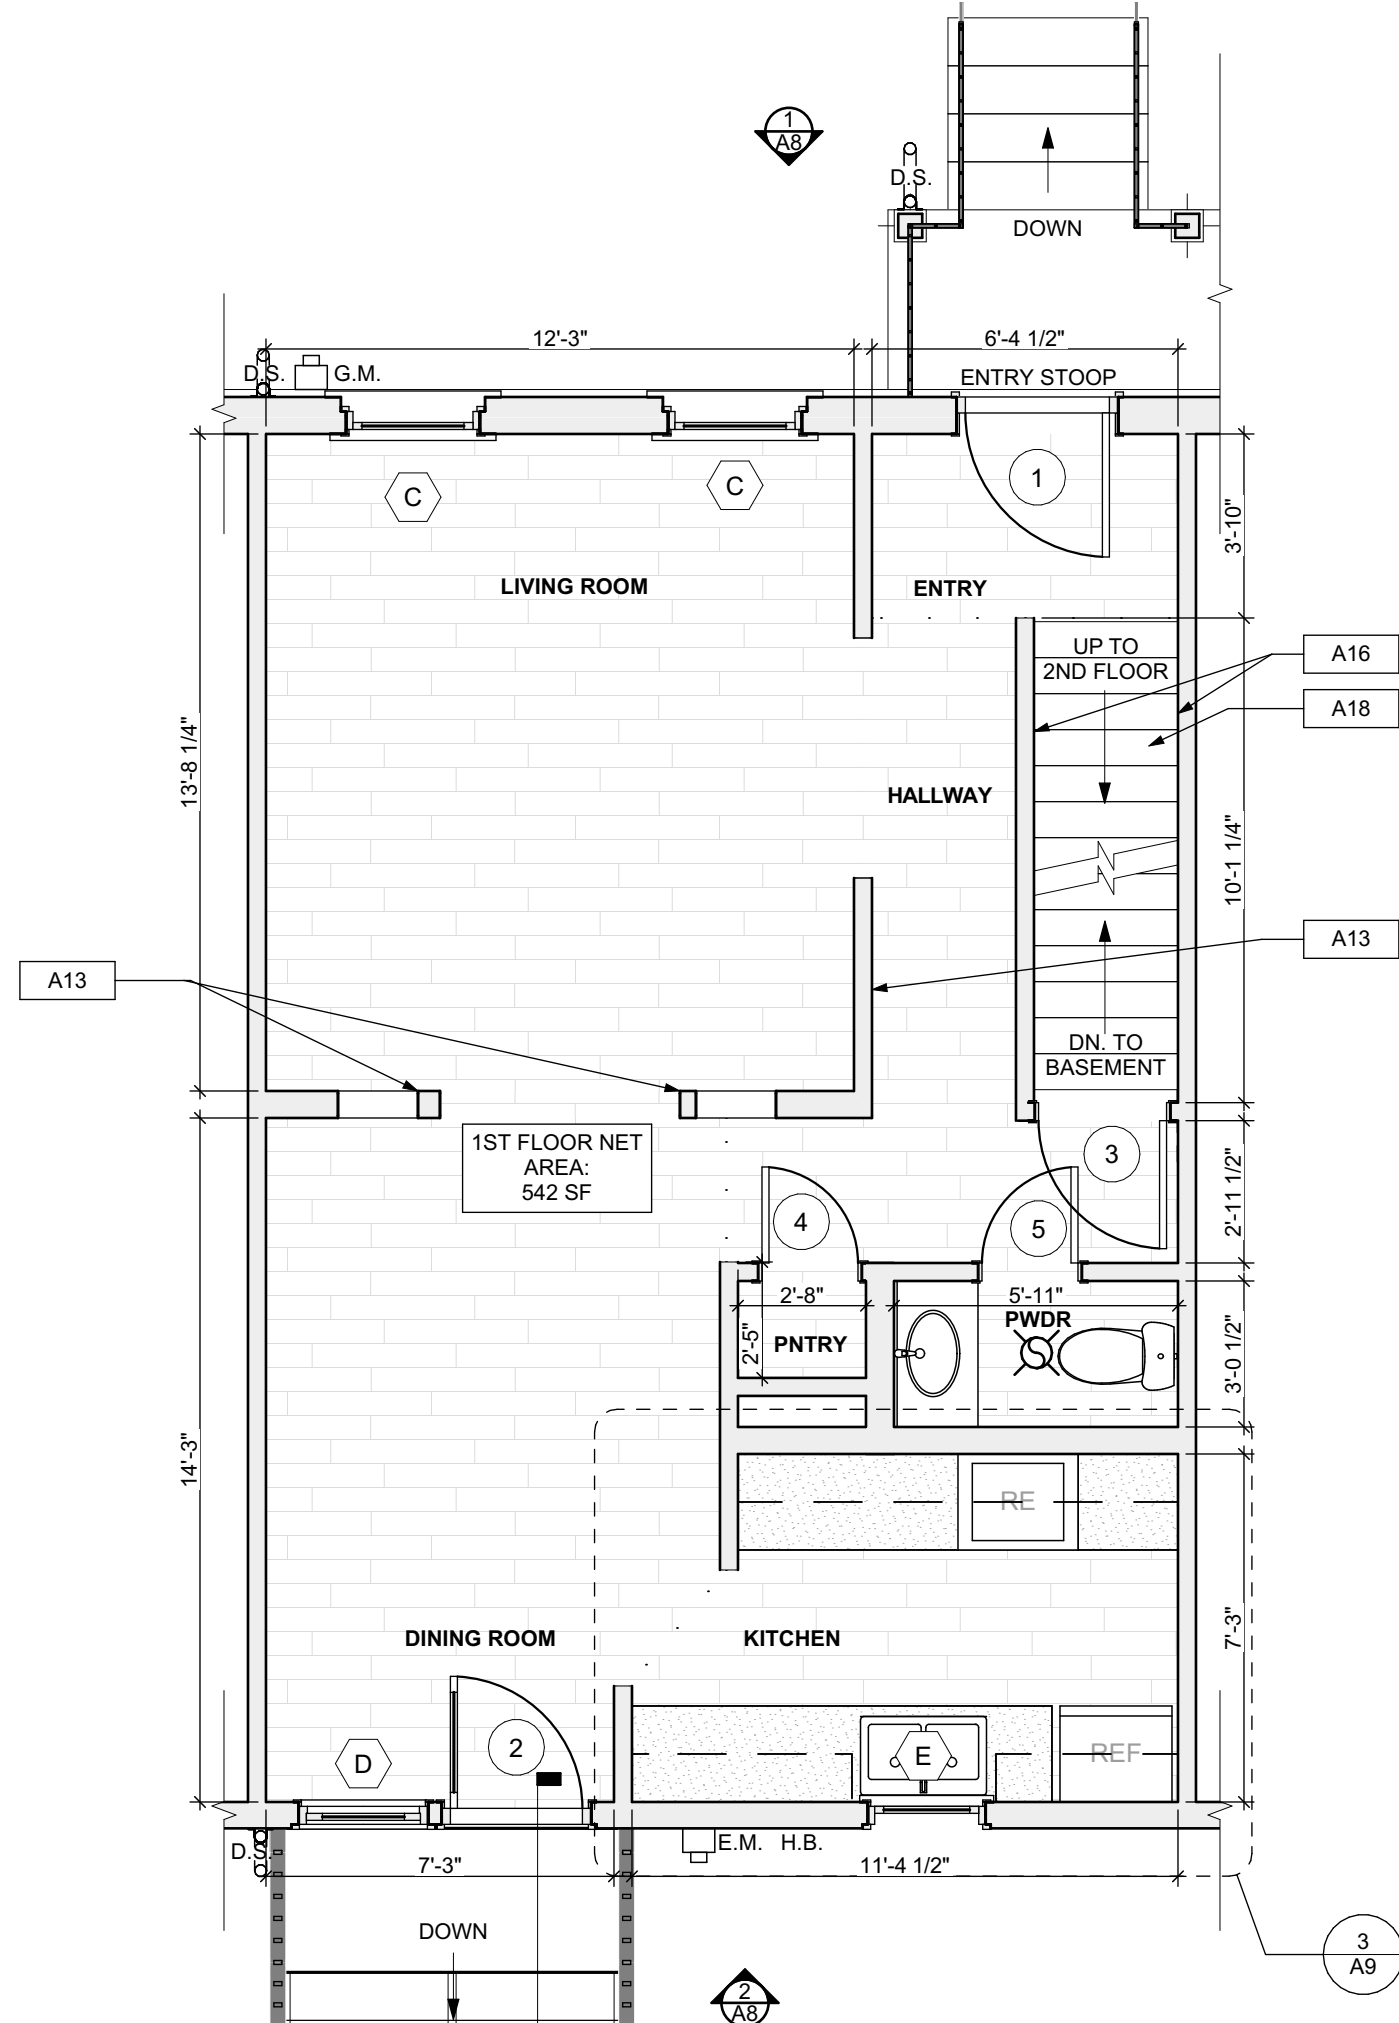 1
A8
D.S.
DOWN
12'-3"
6'-4 1/2"
D.S.
G.M.
ENTRY STOOP
C
C
1
3'-10"
LIVING ROOM
ENTRY
UP TO
2ND FLOOR
A16
A18
13'-8 1/4"
HALLWAY
10'-1 1/4"
A13
A13
DN. TO
BASEMENT
1ST FLOOR NET
AREA:
542 SF
3
2'-11 1/2"
4
5
2'-8"
5'-11"
PWDR
2'-5"
PNTRY
3'-0 1/2"
14'-3"
RE
7'-3"
DINING ROOM
KITCHEN
2
D
E
REF
D.S.
E.M.
H.B.
7'-3"
11'-4 1/2"
DOWN
3
A9
2
A8